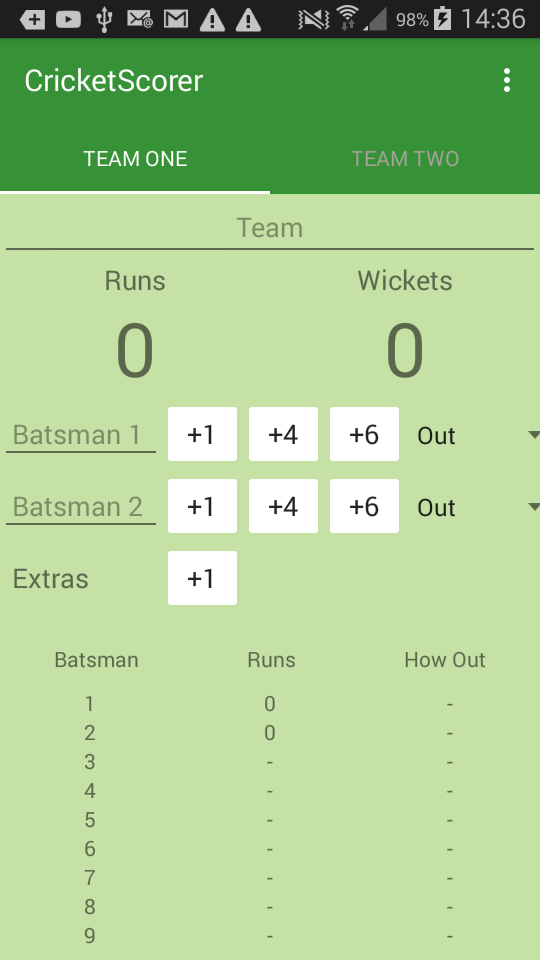 98% 14:36
CricketScorer
TEAM ONE TEAM TWO
Team
Runs Wickets
0 0
Batsman 1 +1 +4 +6 Out
Batsman 2 +1 +4 +6 Out
Extras +1
Batsman Runs How Out
1 0 -
2 0 -
3 - -
4 - -
5 - -
6 - -
7 - -
8 - -
9 - -